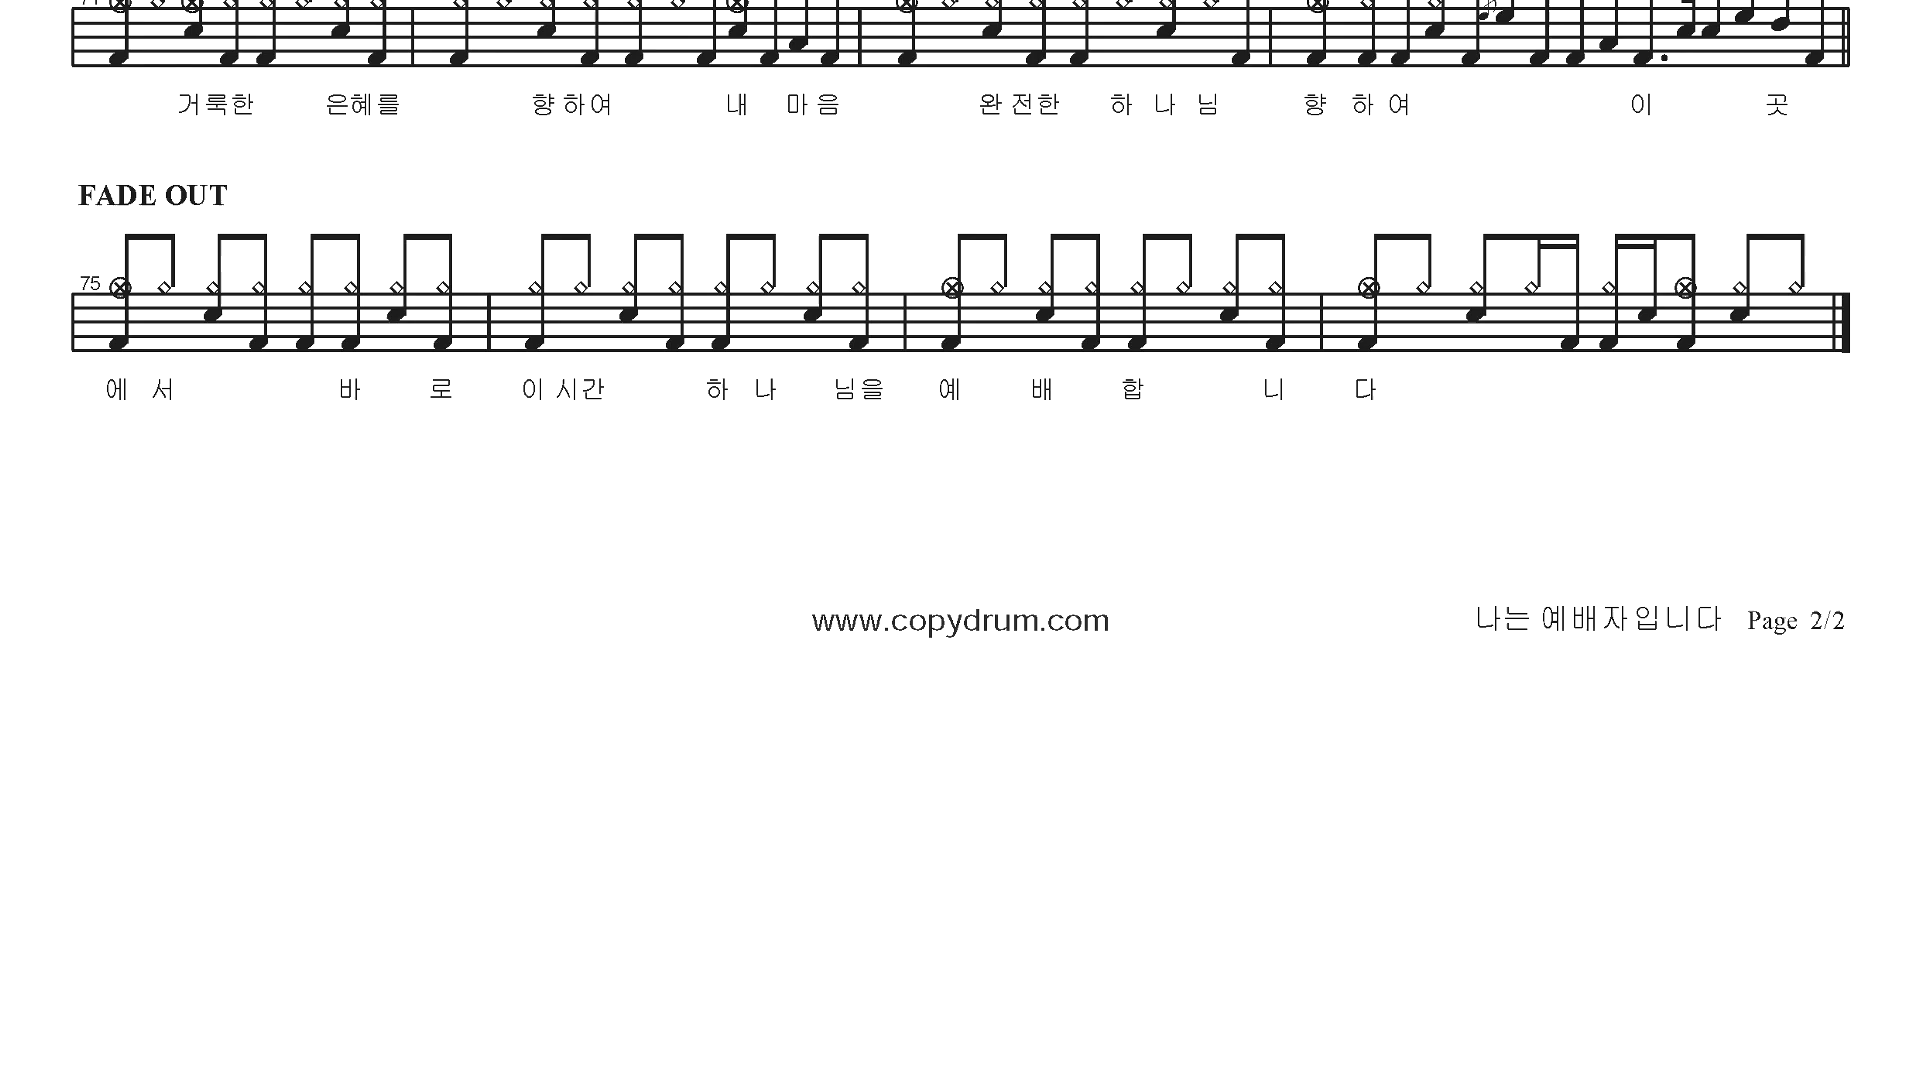 거룩한 은혜를 향하여 내 마음 완전한 하 나 님 향 하 여 이 곳
FADE OUT
75
에 서 바 로 이 시간 하 나 님을 예 배 합 니 다
www.copydrum.com 나는 예배자입니다 Page 2/2